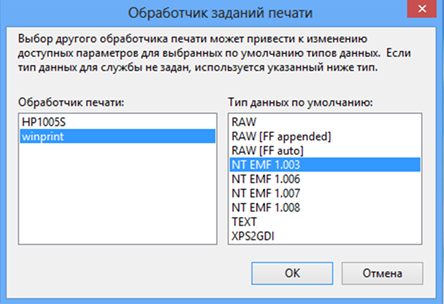 Обработчик заданий печати
Выбор другого обработчика печати может привести к изменению
доступных параметров для выбранных по умолчанию типов данных. Если
тип данных для службы не задан, используется указанный ниже тип.
Обработчик печати:
HP1005S
winprint
Тип данных по умолчанию:
RAW
RAW [FF appended]
RAW [FF auto]
NT EMF 1.003
NT EMF 1.006
NT EMF 1.007
NT EMF 1.008
TEXT
XPS2GDI
ОК
Отмена